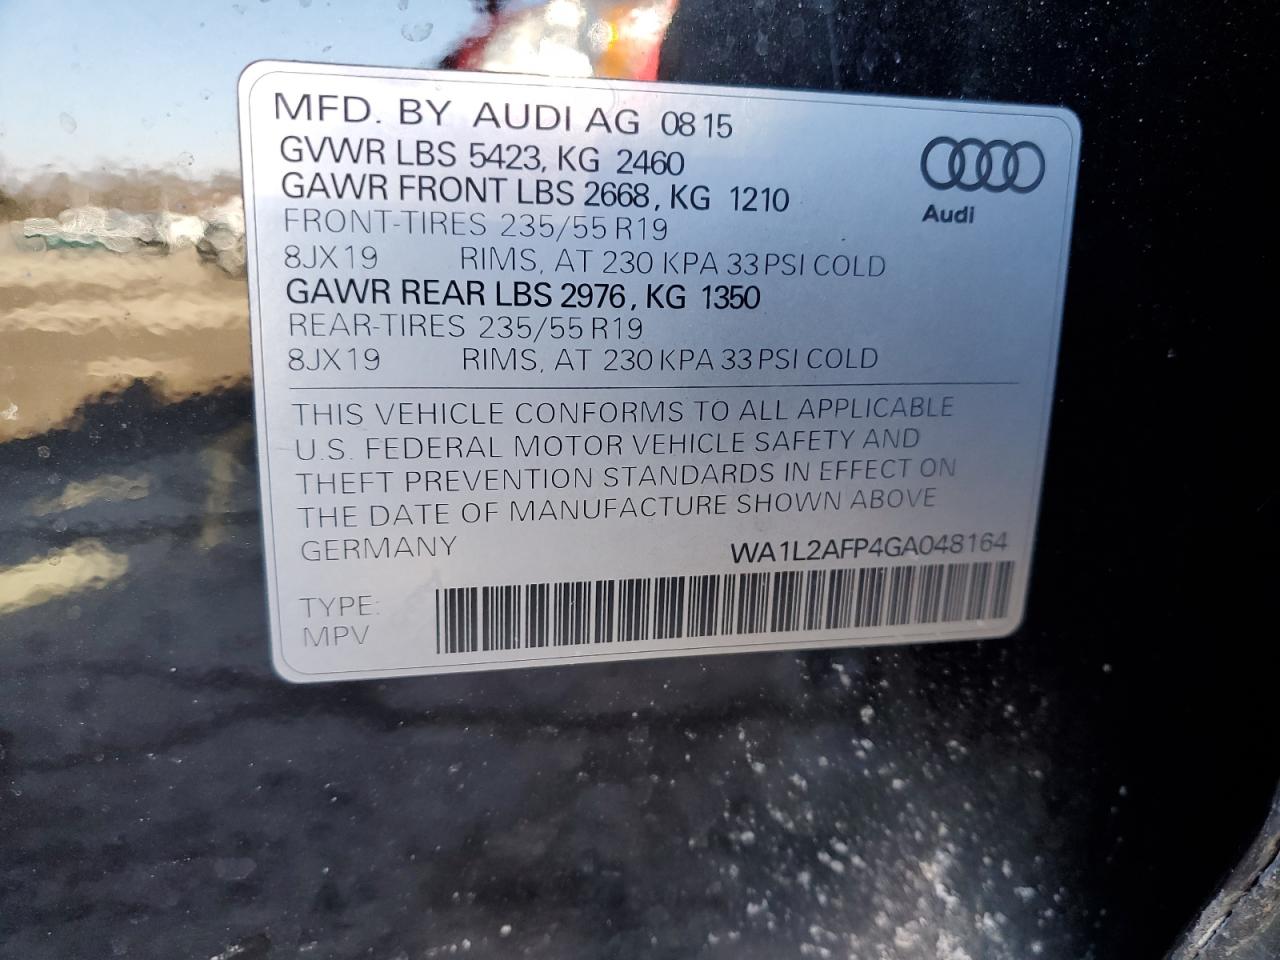 MFD. BY AUDI AG 08 15
GVWR LBS 5423, KG 2460
GAWR FRONT LBS 2668, KG 1210
FRONT-TIRES 235/55 R19
8JX19 RIMS, AT 230 KPA 33 PSI COLD
GAWR REAR LBS 2976, KG 1350
REAR-TIRES 235/55 R19
8JX19 RIMS, AT 230 KPA 33 PSI COLD
Audi
THIS VEHICLE CONFORMS TO ALL APPLICABLE
U.S. FEDERAL MOTOR VEHICLE SAFETY AND
THEFT PREVENTION STANDARDS IN EFFECT ON
THE DATE OF MANUFACTURE SHOWN ABOVE
GERMANY WA1L2AFP4GA048164
TYPE:
MPV